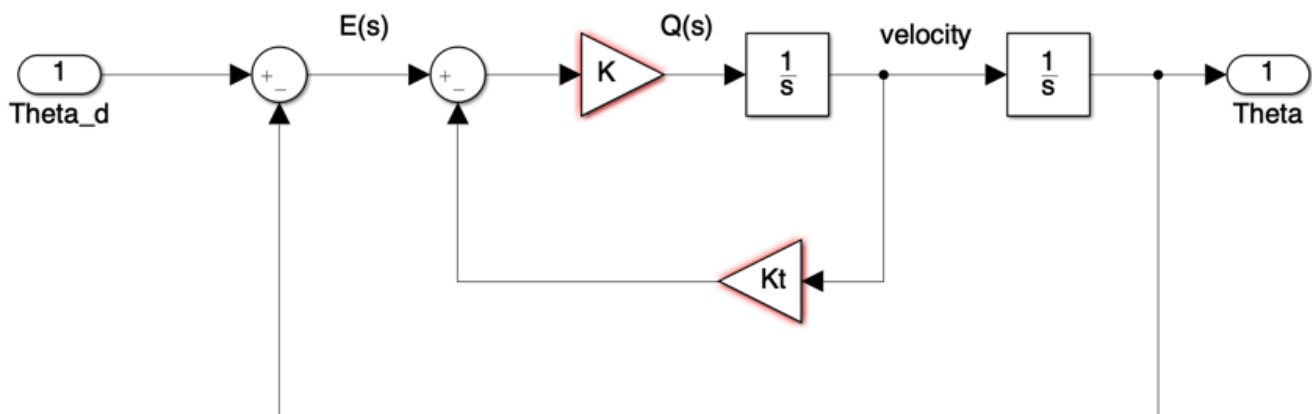 E(s)
Q(s)
velocity
1
+
−
+
−
K
1
s
1
s
1
Theta_d
Theta
Kt